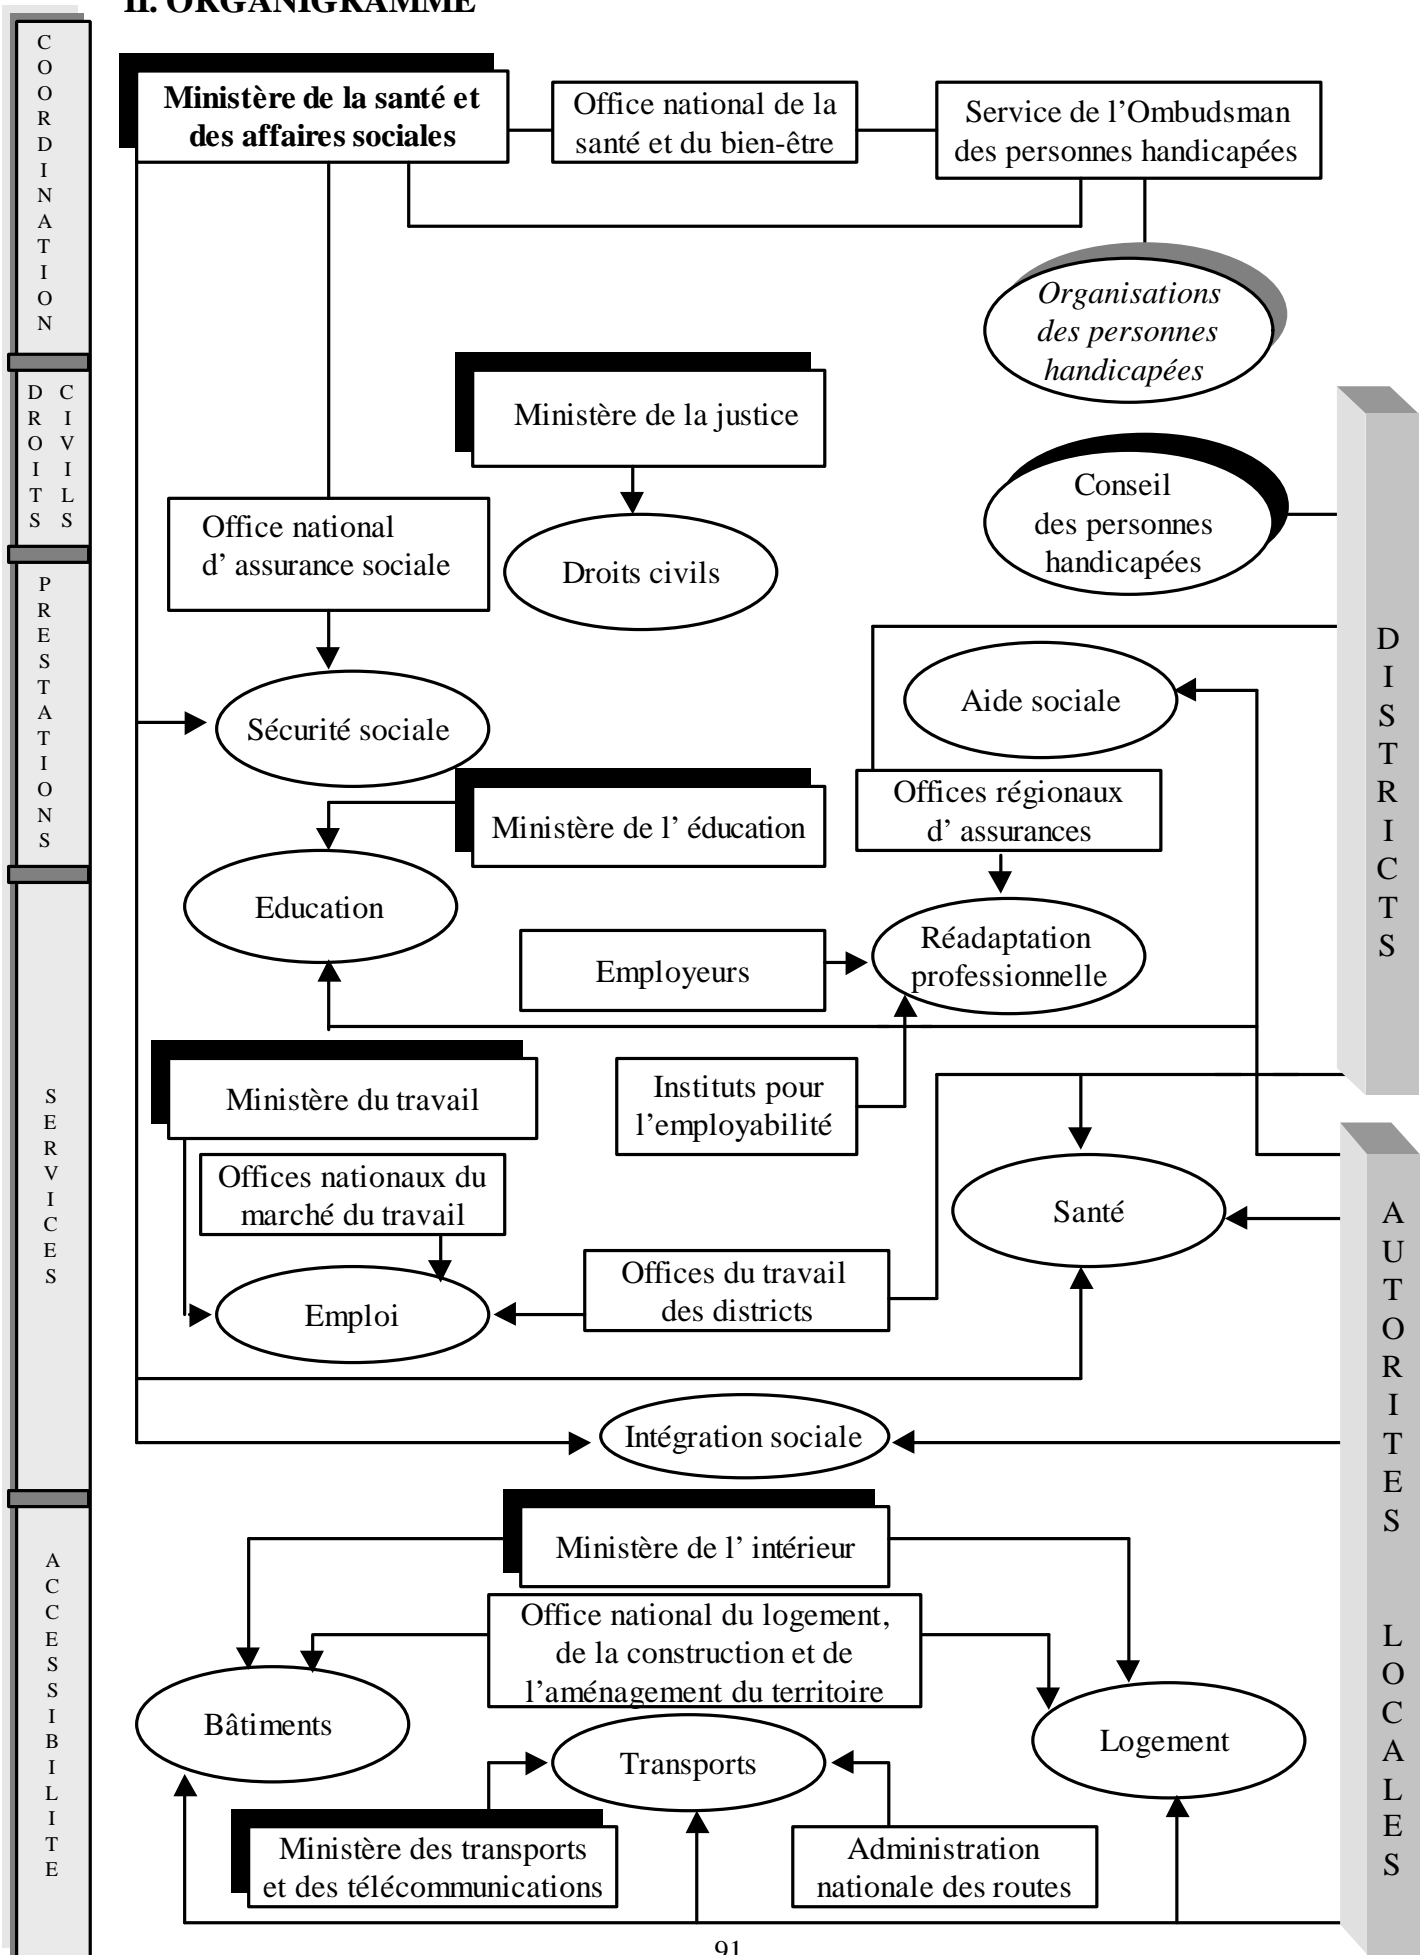 II. ORGANIGRAMME
COORDINATION
Ministère de la santé et
des affaires sociales
Office national de la
santé et du bien-être
Service de l’Ombudsman
des personnes handicapées
Organisations
des personnes
handicapées
DROITS
CIVILS
Ministère de la justice
Conseil
des personnes
handicapées
Office national
d’ assurance sociale
Droits civils
PRESTATIONS
DISTRICTS
Aide sociale
Sécurité sociale
Offices régionaux
d’ assurances
Ministère de l’ éducation
Education
Réadaptation
professionnelle
Employeurs
SERVICES
Ministère du travail
Instituts pour
l’employabilité
Offices nationaux du
marché du travail
Santé
AUTORITES
LOCALES
Offices du travail
des districts
Emploi
Intégration sociale
ACCESSIBILITE
Ministère de l’ intérieur
Office national du logement,
de la construction et de
l’aménagement du territoire
Bâtiments
Logement
Transports
Ministère des transports
et des télécommunications
Administration
nationale des routes
91